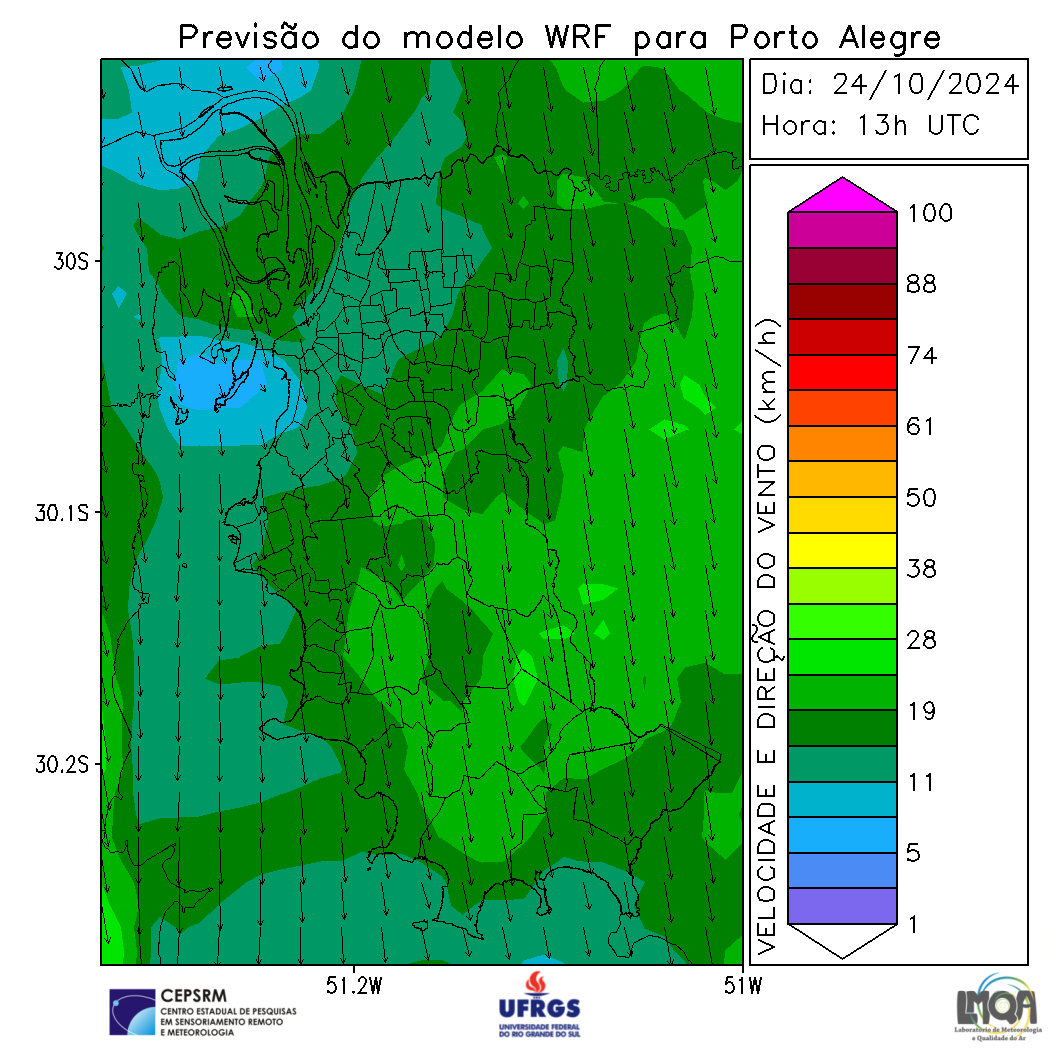 Previsão do modelo WRF para Porto Alegre
Dia: 24/10/2024
Hora: 13h UTC
30S
30.1S
30.2S
51.2W
51W
VELOCIDADE E DIREÇÃO DO VENTO (km/h)
100
88
74
61
50
38
28
19
11
5
1
CEPSRM
CENTRO ESTADUAL DE PESQUISAS
EM SENSORIAMENTO REMOTO
E METEOROLOGIA
UFRGS
UNIVERSIDADE FEDERAL
DO RIO GRANDE DO SUL
LMQA
Laboratório de Meteorologia
e Qualidade do Ar